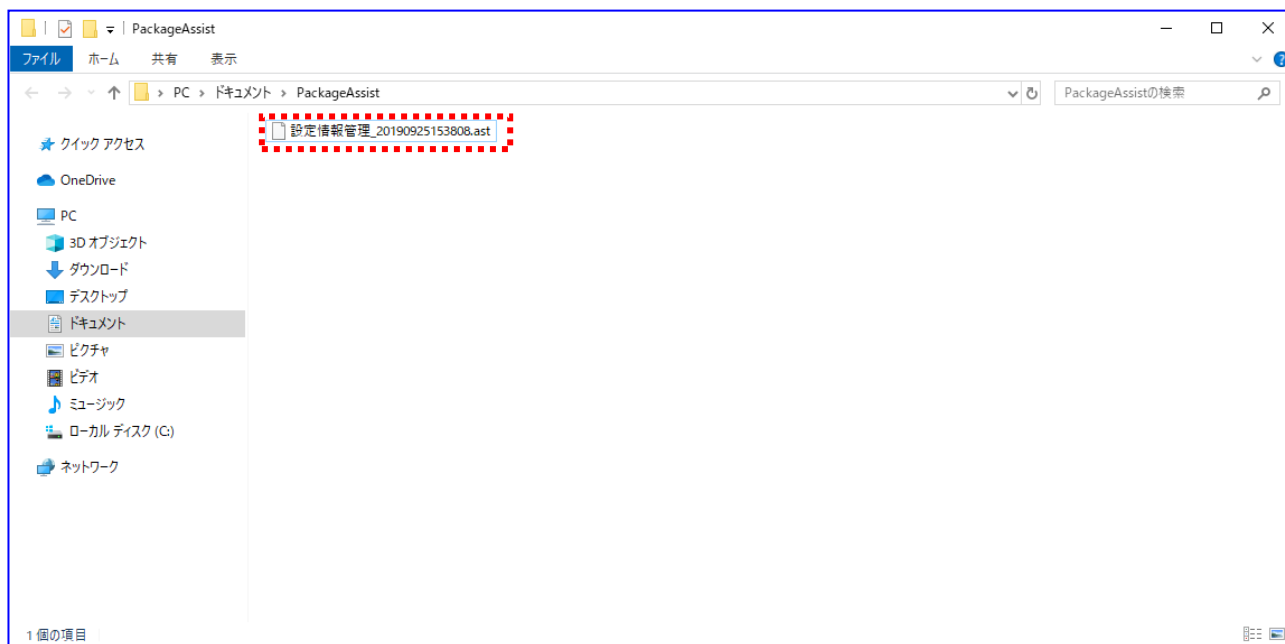 PackageAssist
ファイル ホーム 共有 表示
PC › ドキュメント › PackageAssist
PackageAssistの検索
設定情報管理_20190925153808.ast
クイック アクセス
OneDrive
PC
3D オブジェクト
ダウンロード
デスクトップ
ドキュメント
ピクチャ
ビデオ
ミュージック
ローカル ディスク (C:)
ネットワーク
1 個の項目